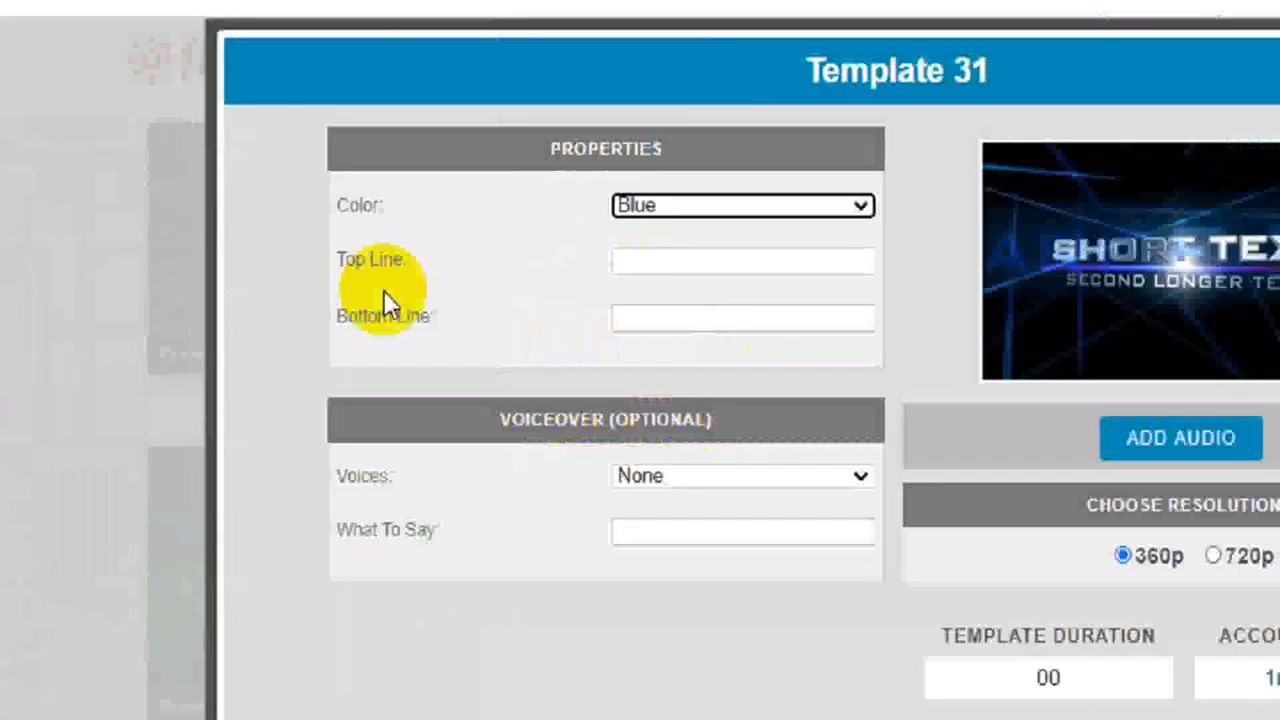 Template 31
PROPERTIES
Color:
Blue
Top Line:
Bottom Line:
SHORT TEX
SECOND LONGER TE
VOICEOVER (OPTIONAL)
Voices:
None
What To Say:
ADD AUDIO
CHOOSE RESOLUTION
360p
720p
TEMPLATE DURATION
00
ACCOU